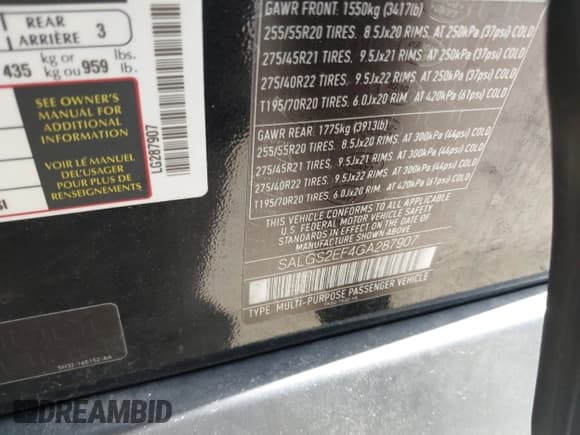 REAR
ARRIÈRE 3
435 kg or
kg ou 959 lbs.
lb.
SEE OWNER'S
MANUAL FOR
ADDITIONAL
INFORMATION
VOIR LE MANUEL
DEL'USAGER
POUR PLUS DE
RENSEIGNEMENTS
LG287907
GAWR FRONT: 1550kg (3417lb)
255/55R20 TIRES. 8.5Jx20 RIMS. AT 250kPa (37psi) COLD
275/45R21 TIRES. 9.5Jx21 RIMS. AT 250kPa (37psi) COLD
275/40R22 TIRES. 9.5Jx22 RIMS. AT 250kPa (37psi) COLD
T195/70R20 TIRES. 6.0Jx20 RIM. AT 420kPa (61psi) COLD
GAWR REAR: 1775kg (3913lb)
255/55R20 TIRES. 8.5Jx20 RIMS. AT 300kPa (44psi) COLD
275/45R21 TIRES. 9.5Jx21 RIMS. AT 300kPa (44psi) COLD
275/40R22 TIRES. 9.5Jx22 RIMS. AT 300kPa (44psi) COLD
T195/70R20 TIRES. 6.0Jx20 RIM. AT 420kPa (61psi) COLD
THIS VEHICLE CONFORMS TO ALL APPLICABLE
U.S. FEDERAL MOTOR VEHICLE SAFETY
STANDARDS IN EFFECT ON THE DATE OF
MANUFACTURE SHOWN ABOVE.
SALGS2EF4GA287907
TYPE: MULTI-PURPOSE PASSENGER VEHICLE
DREAMBID